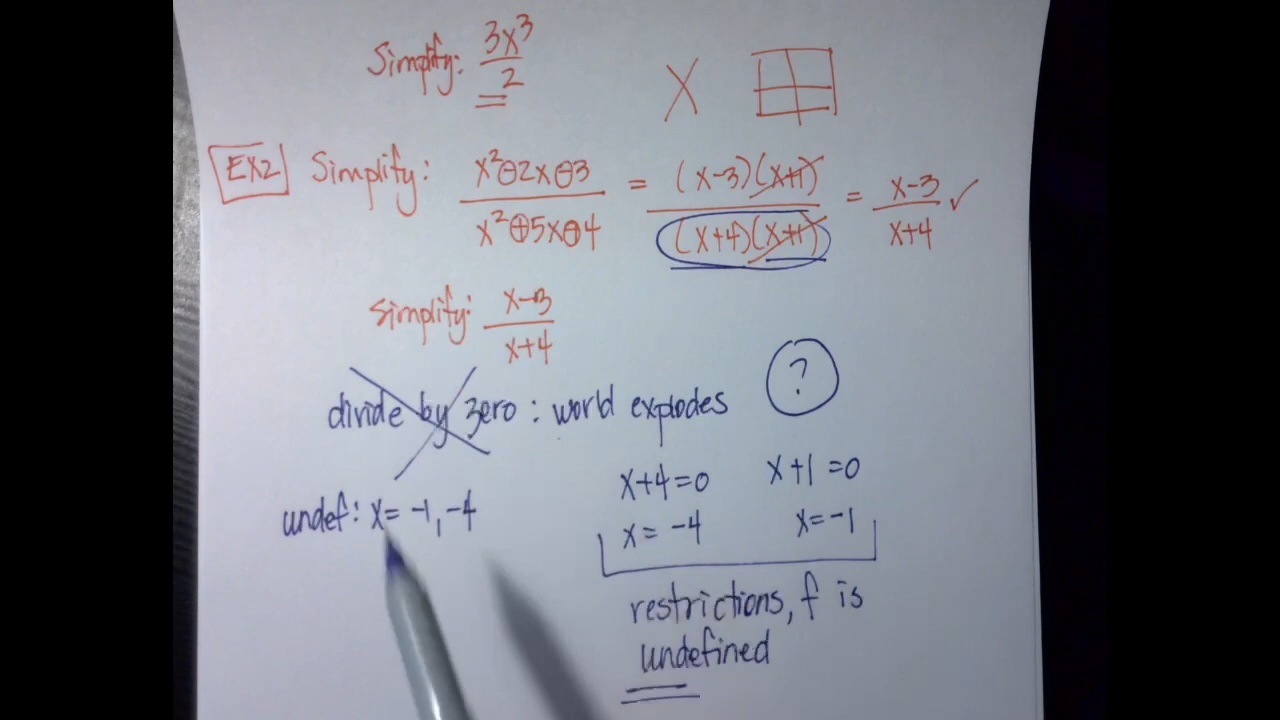 Simplify: 3x³/2
X
EX2 Simplify: x²-2x-3/x²+5x+4 = (x-3)(x+1)/(x+4)(x+1) = x-3/x+4 ✓
Simplify: x-3/x+4
?
divide by zero: world explodes
x+4=0 x+1=0
undef: x= -1, -4
x= -4 x=-1
restrictions, f is
undefined